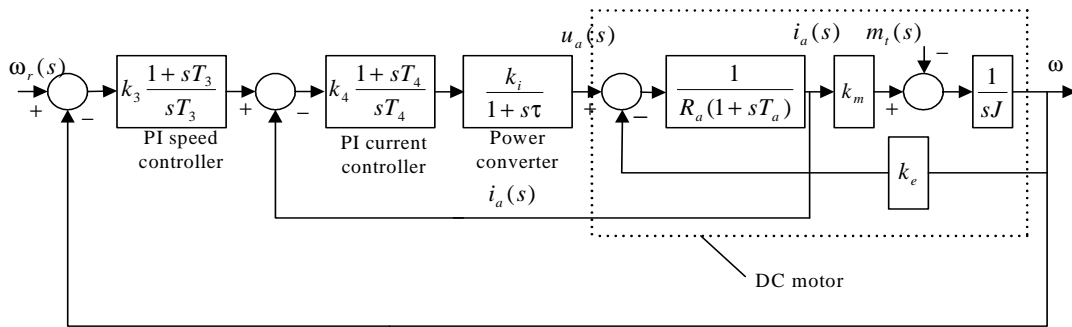 u_a(s)
i_a(s)
m_t(s)
ω_r(s)
k_3 (1 + sT_3)/(sT_3)
k_4 (1 + sT_4)/(sT_4)
k_i/(1 + sτ)
1/(R_a(1 + sT_a))
k_m
1/(sJ)
ω
+
−
+
−
+
−
+
−
PI speed
controller
PI current
controller
Power
converter
k_e
i_a(s)
DC motor